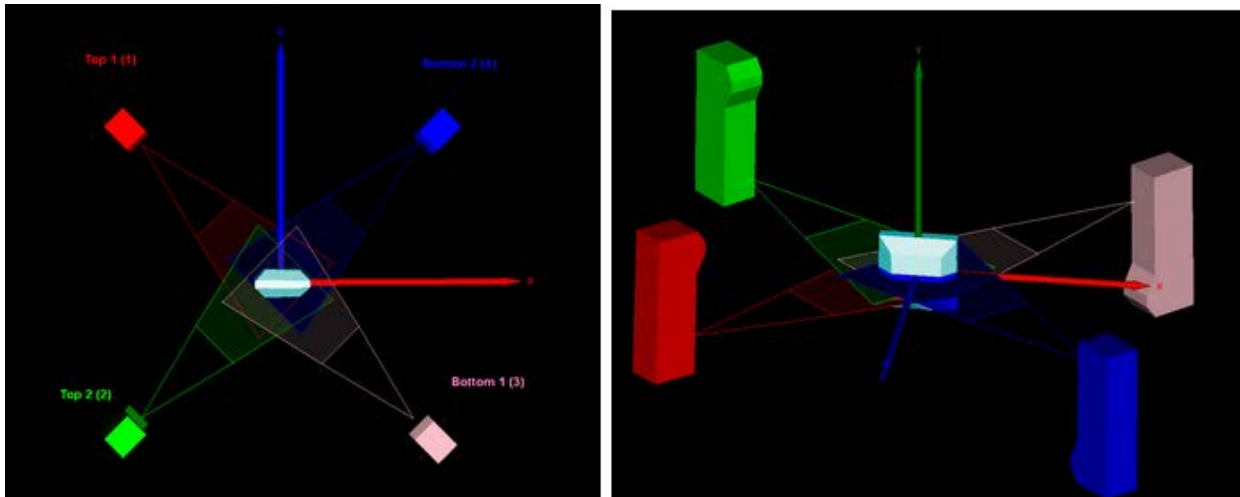 Top 1 (1)
Bottom 2 (4)
X
Top 2 (2)
Bottom 1 (3)
X